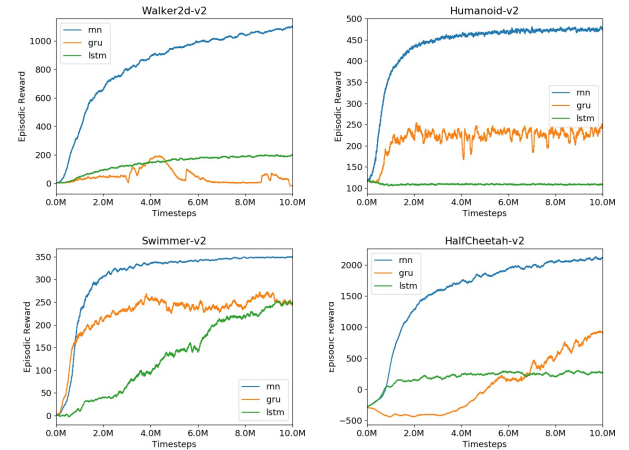 Walker2d-v2
Episodic Reward
1000
800
600
400
200
0
rnn
gru
lstm
0.0M 2.0M 4.0M 6.0M 8.0M 10.0M
Timesteps
Humanoid-v2
Episodic Reward
500
450
400
350
300
250
200
150
100
rnn
gru
lstm
0.0M 2.0M 4.0M 6.0M 8.0M 10.0M
Timesteps
Swimmer-v2
Episodic Reward
350
300
250
200
150
100
50
0
rnn
gru
lstm
0.0M 2.0M 4.0M 6.0M 8.0M 10.0M
Timesteps
HalfCheetah-v2
Episodic Reward
2000
1500
1000
500
0
−500
rnn
gru
lstm
0.0M 2.0M 4.0M 6.0M 8.0M 10.0M
Timesteps